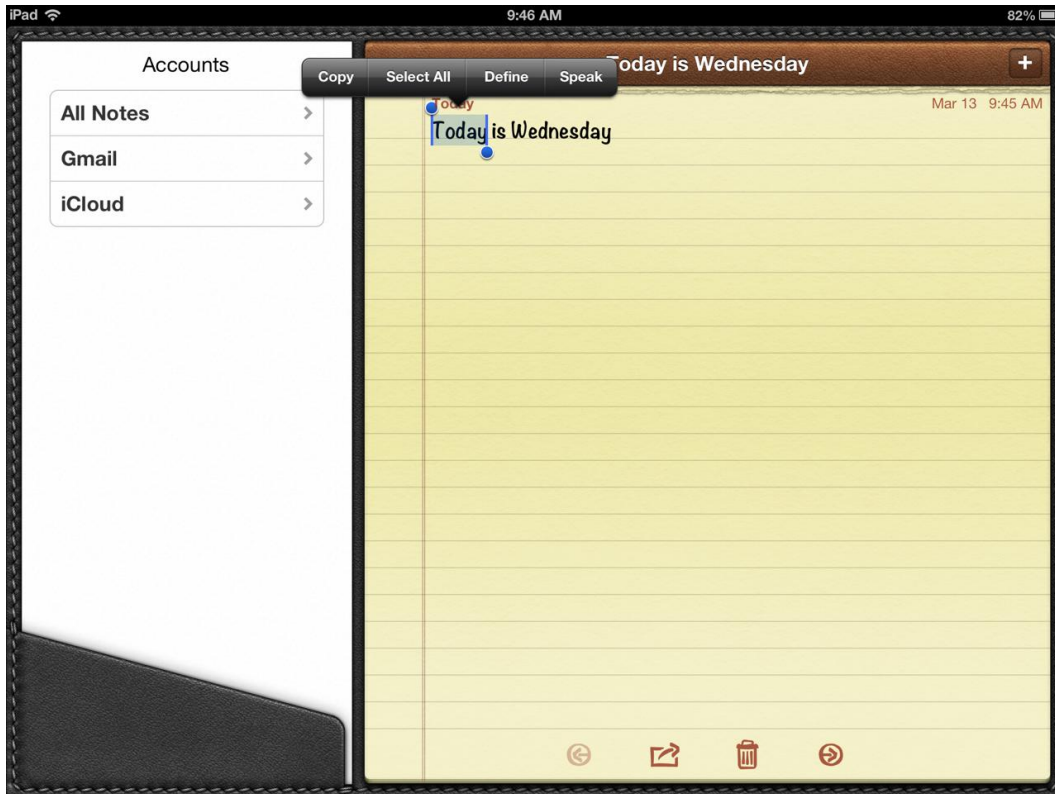 iPad 9:46 AM 82%
Accounts
All Notes
Gmail
iCloud
Copy Select All Define Speak
Today is Wednesday
+
Today Mar 13 9:45 AM
Today is Wednesday